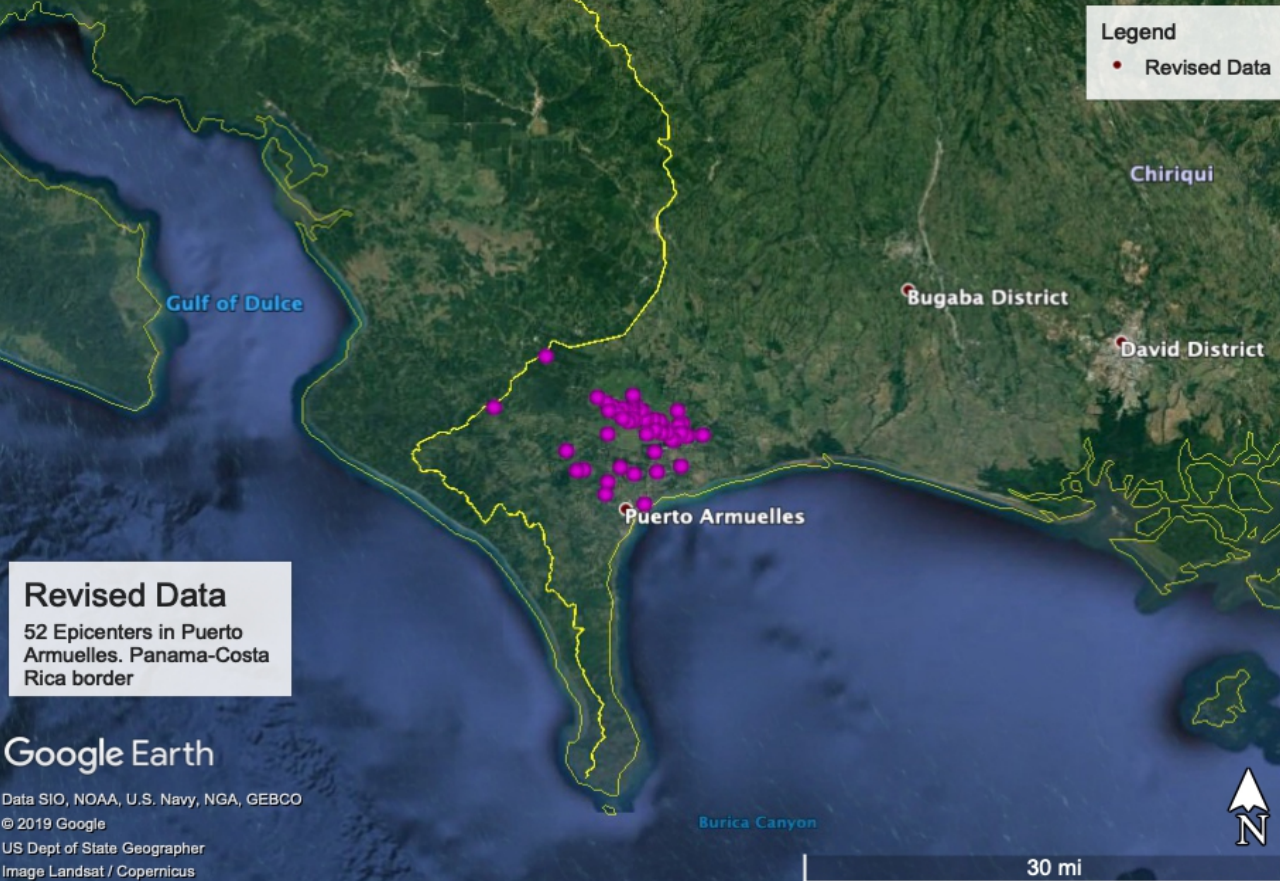 Legend
Revised Data
Chiriqui
Bugaba District
Gulf of Dulce
David District
Puerto Armuelles
Revised Data
52 Epicenters in Puerto
Armuelles. Panama-Costa
Rica border
Google Earth
Data SIO, NOAA, U.S. Navy, NGA, GEBCO
© 2019 Google
US Dept of State Geographer
Image Landsat / Copernicus
Burica Canyon
N
30 mi